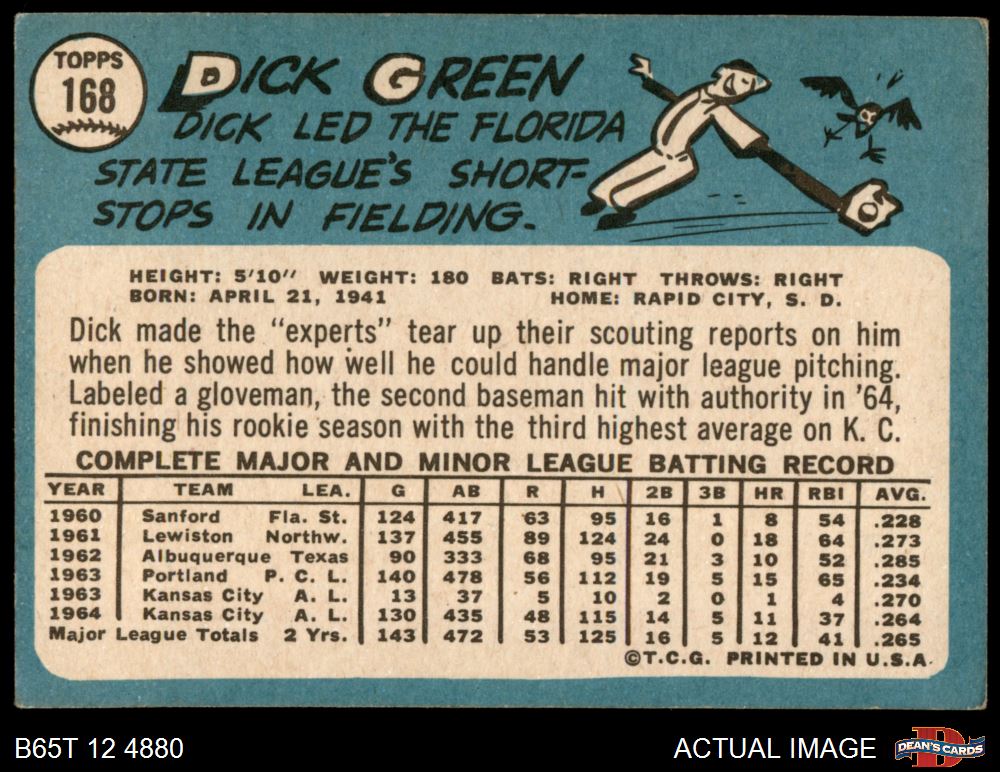 TOPPS
168
DICK GREEN
DICK LED THE FLORIDA
STATE LEAGUE'S SHORT-
STOPS IN FIELDING.
HEIGHT: 5'10" WEIGHT: 180 BATS: RIGHT THROWS: RIGHT
BORN: APRIL 21, 1941 HOME: RAPID CITY, S. D.
Dick made the "experts" tear up their scouting reports on him
when he showed how well he could handle major league pitching.
Labeled a gloveman, the second baseman hit with authority in '64,
finishing his rookie season with the third highest average on K. C.
COMPLETE MAJOR AND MINOR LEAGUE BATTING RECORD
YEAR TEAM LEA. G AB R H 2B 3B HR RBI AVG.
1960 Sanford Fla. St. 124 417 63 95 16 1 8 54 .228
1961 Lewiston Northw. 137 455 89 124 24 0 18 64 .273
1962 Albuquerque Texas 90 333 68 95 21 3 10 52 .285
1963 Portland P. C. L. 140 478 56 112 19 5 15 65 .234
1963 Kansas City A. L. 13 37 5 10 2 0 1 4 .270
1964 Kansas City A. L. 130 435 48 115 14 5 11 37 .264
Major League Totals 2 Yrs. 143 472 53 125 16 5 12 41 .265
©T.C.G. PRINTED IN U.S.A.
B65T 12 4880 ACTUAL IMAGE
D
DEAN'S CARDS